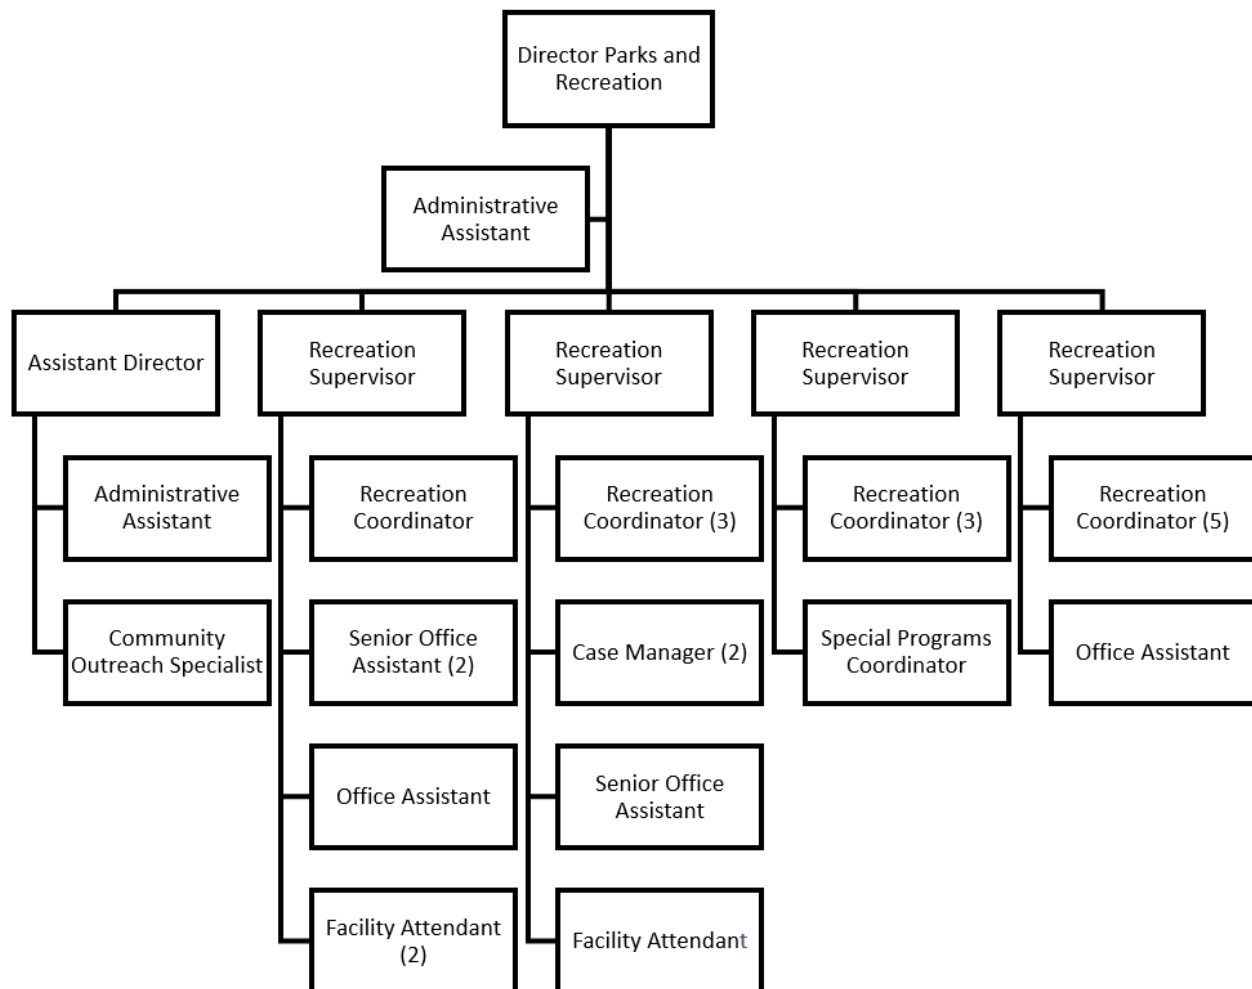 Director Parks and
Recreation
Administrative
Assistant
Assistant Director
Recreation
Supervisor
Recreation
Supervisor
Recreation
Supervisor
Recreation
Supervisor
Administrative
Assistant
Recreation
Coordinator
Recreation
Coordinator (3)
Recreation
Coordinator (3)
Recreation
Coordinator (5)
Community
Outreach Specialist
Senior Office
Assistant (2)
Case Manager (2)
Special Programs
Coordinator
Office Assistant
Office Assistant
Senior Office
Assistant
Facility Attendant
(2)
Facility Attendant